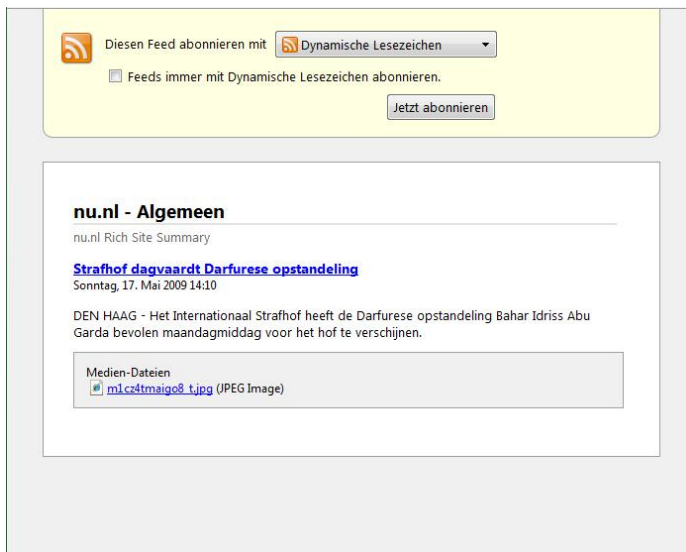 Diesen Feed abonnieren mit Dynamische Lesezeichen
Feeds immer mit Dynamische Lesezeichen abonnieren.
Jetzt abonnieren
nu.nl - Algemeen
nu.nl Rich Site Summary
Strafhof dagvaardt Darfurese opstandeling
Sonntag, 17. Mai 2009 14:10
DEN HAAG - Het Internationaal Strafhof heeft de Darfurese opstandeling Bahar Idriss Abu
Garda bevolen maandagmiddag voor het hof te verschijnen.
Medien-Dateien
m1cz4tmaigo8_t.jpg (JPEG Image)